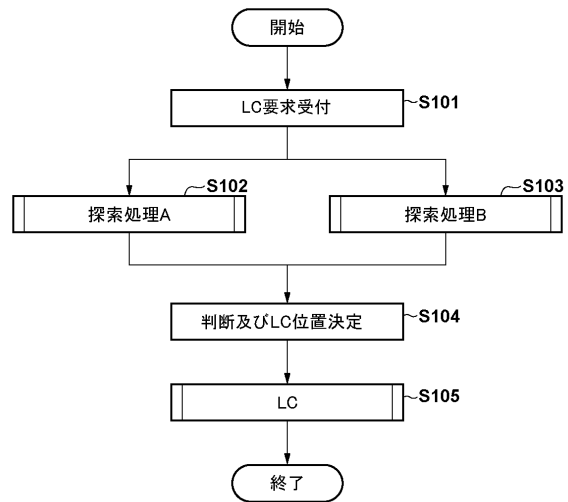 開始
LC要求受付
S101
S102
探索処理A
S103
探索処理B
判断及びLC位置決定
S104
LC
S105
終了